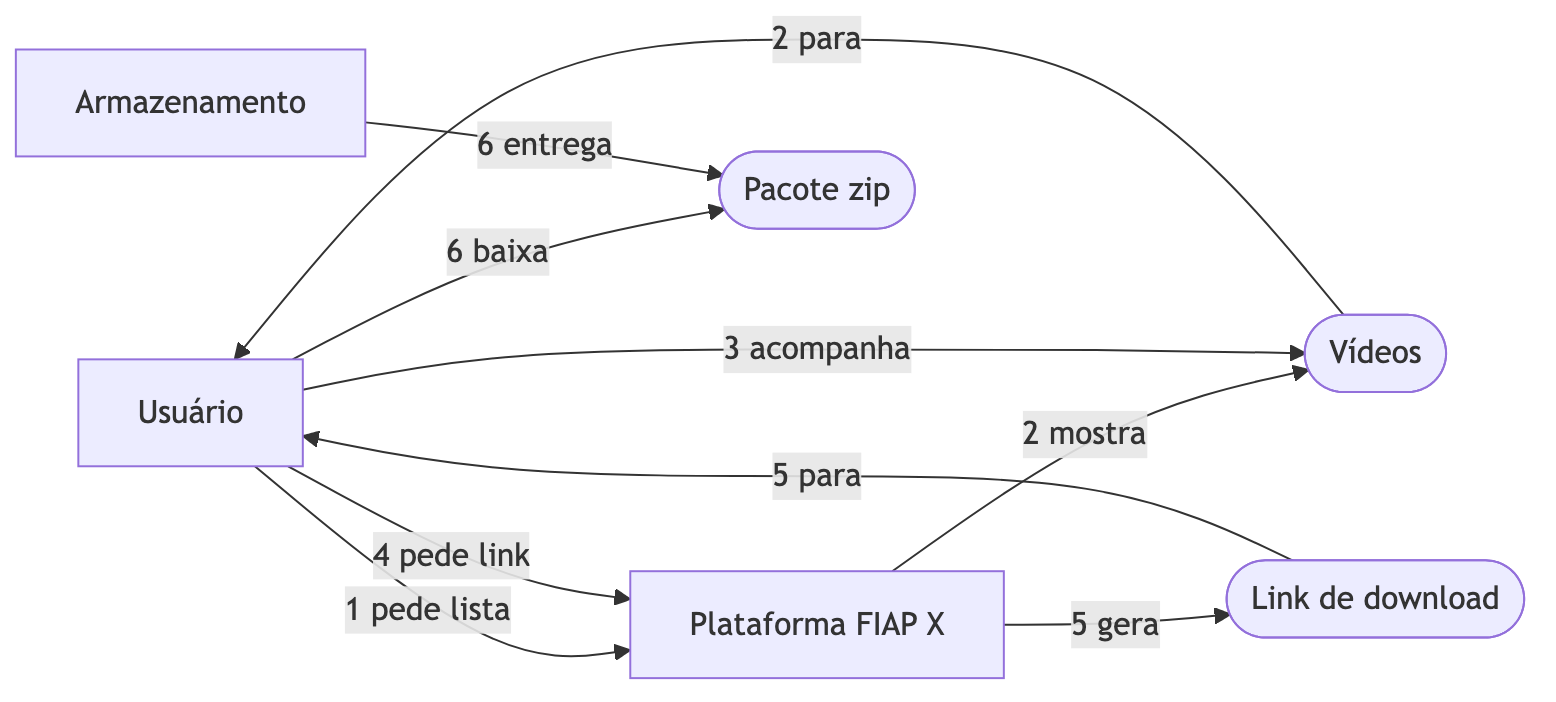 2 para
Armazenamento
6 entrega
Pacote zip
6 baixa
3 acompanha
Vídeos
Usuário
2 mostra
5 para
4 pede link
1 pede lista
Plataforma FIAP X
5 gera
Link de download